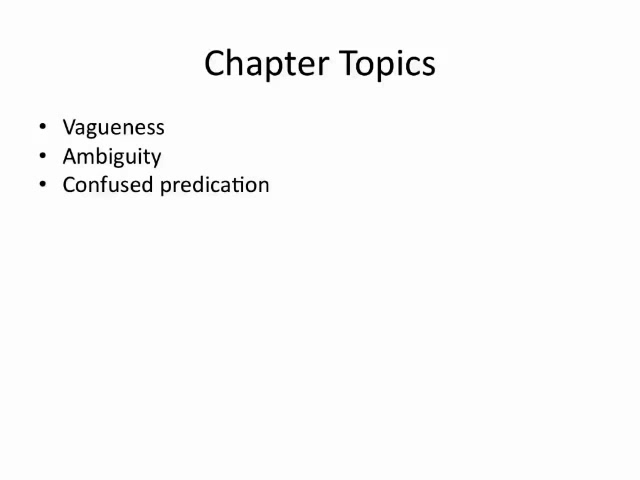 Chapter Topics
• Vagueness
• Ambiguity
• Confused predication